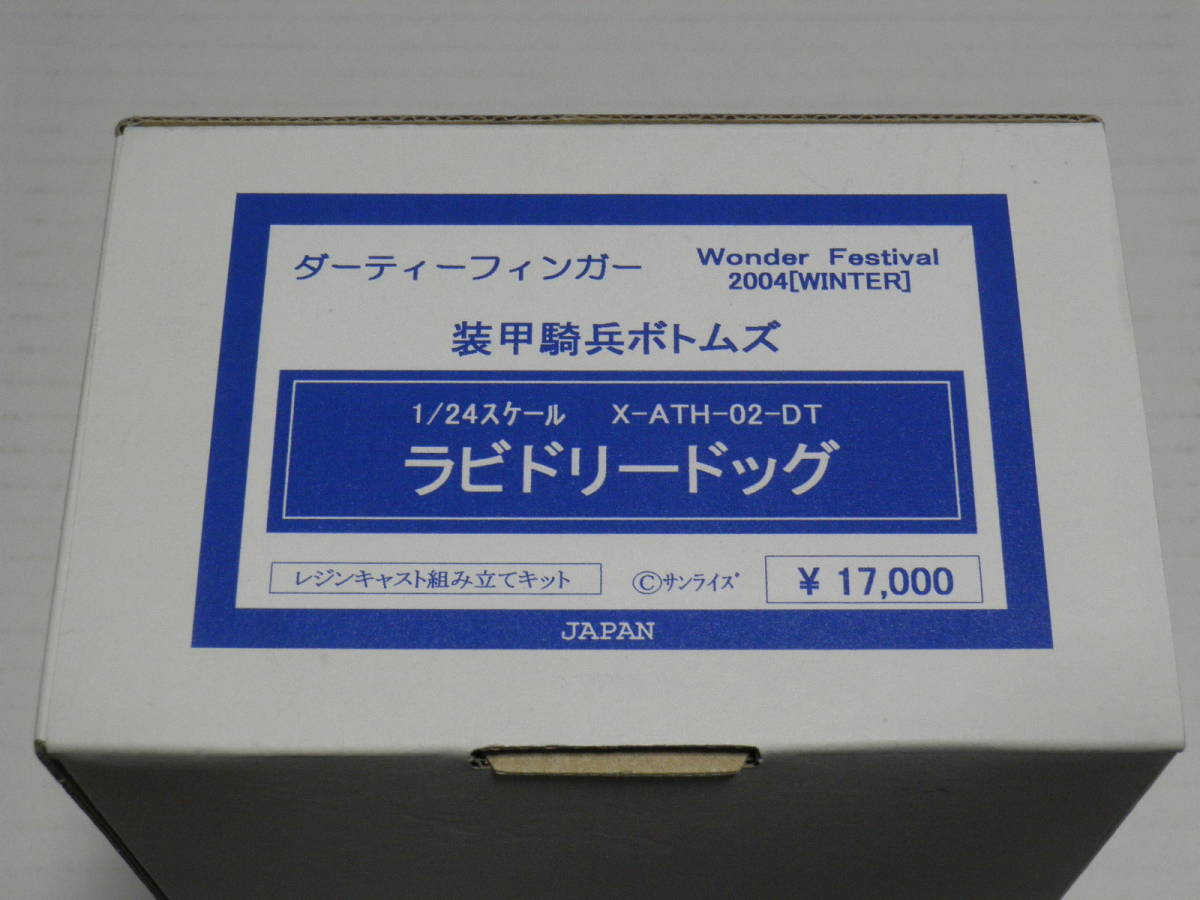 ダーティーフィンガー
Wonder Festival
2004[WINTER]
装甲騎兵ボトムズ
1/24スケール X-ATH-02-DT
ラビドリードッグ
レジンキャスト組み立てキット
©サンライズ
¥ 17,000
JAPAN